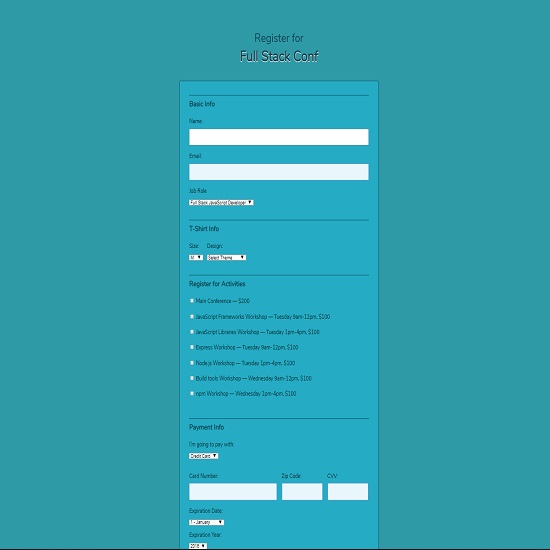 Register for
Full Stack Conf
Basic Info
Name:
Email:
Job Role
Full Stack JavaScript Developer
T-Shirt Info
Size: Design:
M Select Theme
Register for Activities
Main Conference — $200
JavaScript Frameworks Workshop — Tuesday 9am-12pm, $100
JavaScript Libraries Workshop — Tuesday 1pm-4pm, $100
Express Workshop — Tuesday 9am-12pm, $100
Node.js Workshop — Tuesday 1pm-4pm, $100
Build tools Workshop — Wednesday 9am-12pm, $100
npm Workshop — Wednesday 1pm-4pm, $100
Payment Info
I'm going to pay with:
Credit Card
Card Number: Zip Code: CVV:
Expiration Date:
1 - January
Expiration Year:
2016